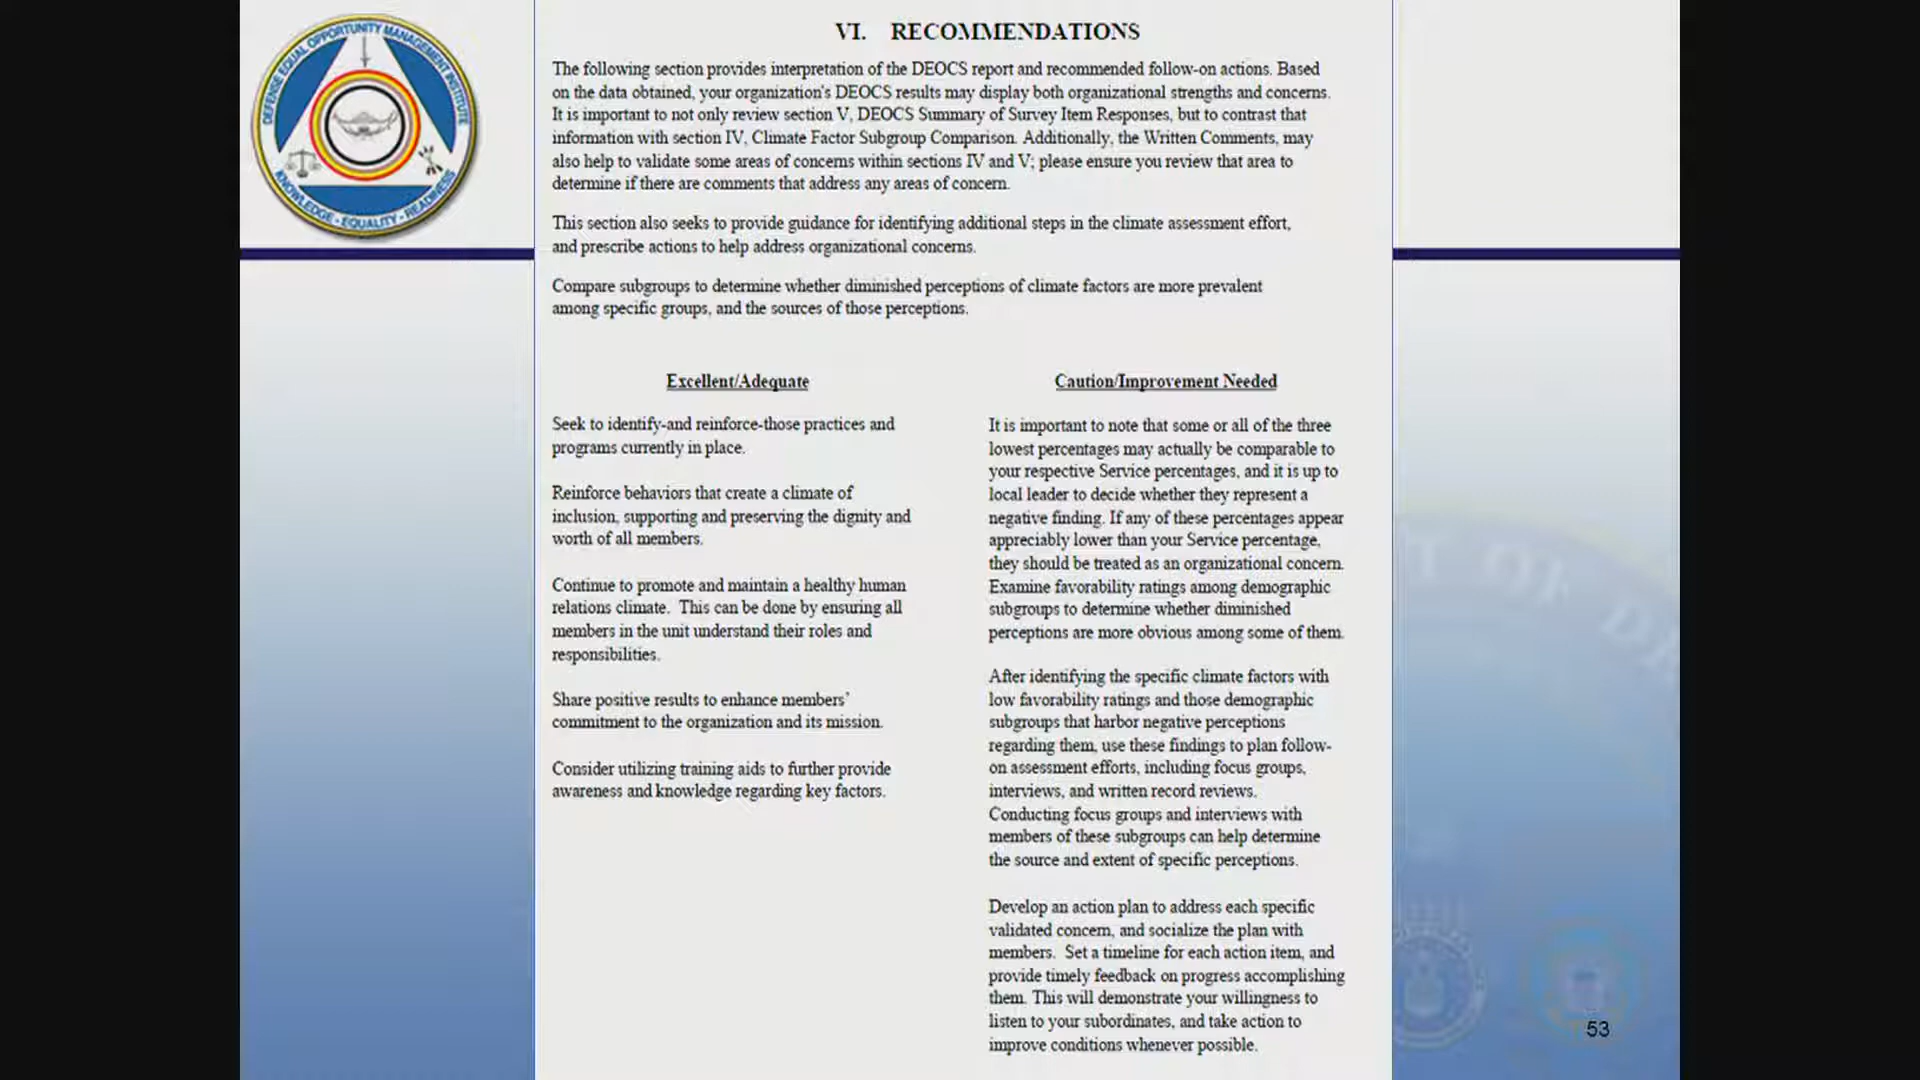 DEFENSE EQUAL OPPORTUNITY MANAGEMENT INSTITUTE
KNOWLEDGE - EQUALITY - READINESS
VI. RECOMMENDATIONS
The following section provides interpretation of the DEOCS report and recommended follow-on actions. Based
on the data obtained, your organization's DEOCS results may display both organizational strengths and concerns.
It is important to not only review section V, DEOCS Summary of Survey Item Responses, but to contrast that
information with section IV, Climate Factor Subgroup Comparison. Additionally, the Written Comments, may
also help to validate some areas of concerns within sections IV and V; please ensure you review that area to
determine if there are comments that address any areas of concern.
This section also seeks to provide guidance for identifying additional steps in the climate assessment effort,
and prescribe actions to help address organizational concerns.
Compare subgroups to determine whether diminished perceptions of climate factors are more prevalent
among specific groups, and the sources of those perceptions.
Excellent/Adequate
Seek to identify-and reinforce-those practices and
programs currently in place.
Reinforce behaviors that create a climate of
inclusion, supporting and preserving the dignity and
worth of all members.
Continue to promote and maintain a healthy human
relations climate. This can be done by ensuring all
members in the unit understand their roles and
responsibilities.
Share positive results to enhance members'
commitment to the organization and its mission.
Consider utilizing training aids to further provide
awareness and knowledge regarding key factors.
Caution/Improvement Needed
It is important to note that some or all of the three
lowest percentages may actually be comparable to
your respective Service percentages, and it is up to
local leader to decide whether they represent a
negative finding. If any of these percentages appear
appreciably lower than your Service percentage,
they should be treated as an organizational concern.
Examine favorability ratings among demographic
subgroups to determine whether diminished
perceptions are more obvious among some of them.
After identifying the specific climate factors with
low favorability ratings and those demographic
subgroups that harbor negative perceptions
regarding them, use these findings to plan follow-
on assessment efforts, including focus groups,
interviews, and written record reviews.
Conducting focus groups and interviews with
members of these subgroups can help determine
the source and extent of specific perceptions.
Develop an action plan to address each specific
validated concern, and socialize the plan with
members. Set a timeline for each action item, and
provide timely feedback on progress accomplishing
them. This will demonstrate your willingness to
listen to your subordinates, and take action to
improve conditions whenever possible.
OF
53